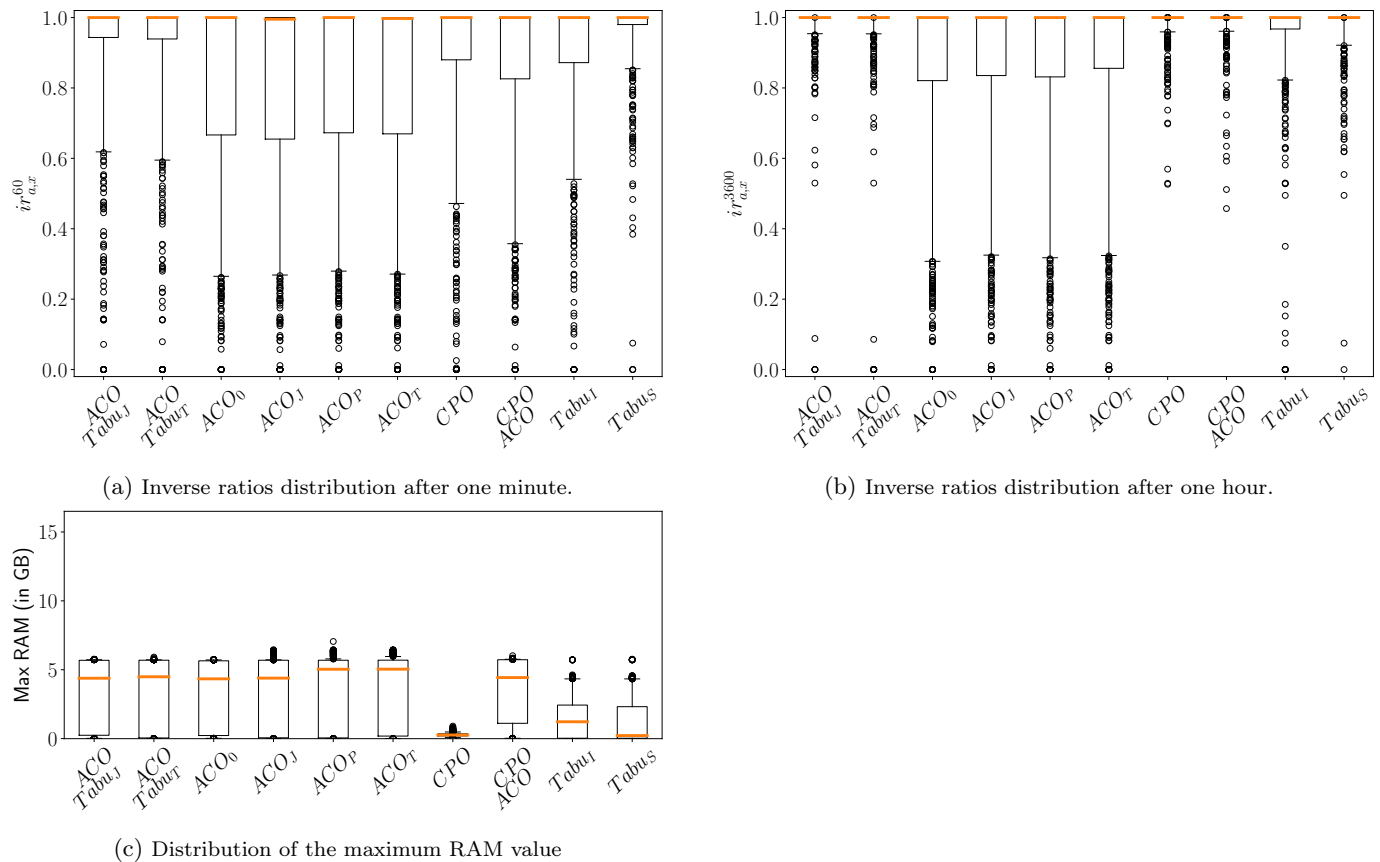 1.0
0.8
0.6
0.4
0.2
0.0
ir^{60}_{a,x}
ACO Tabu_J
ACO Tabu_T
ACO_0
ACO_J
ACO_P
ACO_T
CPO
CPO ACO
Tabu_I
Tabu_S
(a) Inverse ratios distribution after one minute.
1.0
0.8
0.6
0.4
0.2
0.0
ir^{3600}_{a,x}
ACO Tabu_J
ACO Tabu_T
ACO_0
ACO_J
ACO_P
ACO_T
CPO
CPO ACO
Tabu_I
Tabu_S
(b) Inverse ratios distribution after one hour.
15
10
5
0
Max RAM (in GB)
ACO Tabu_J
ACO Tabu_T
ACO_0
ACO_J
ACO_P
ACO_T
CPO
CPO ACO
Tabu_I
Tabu_S
(c) Distribution of the maximum RAM value